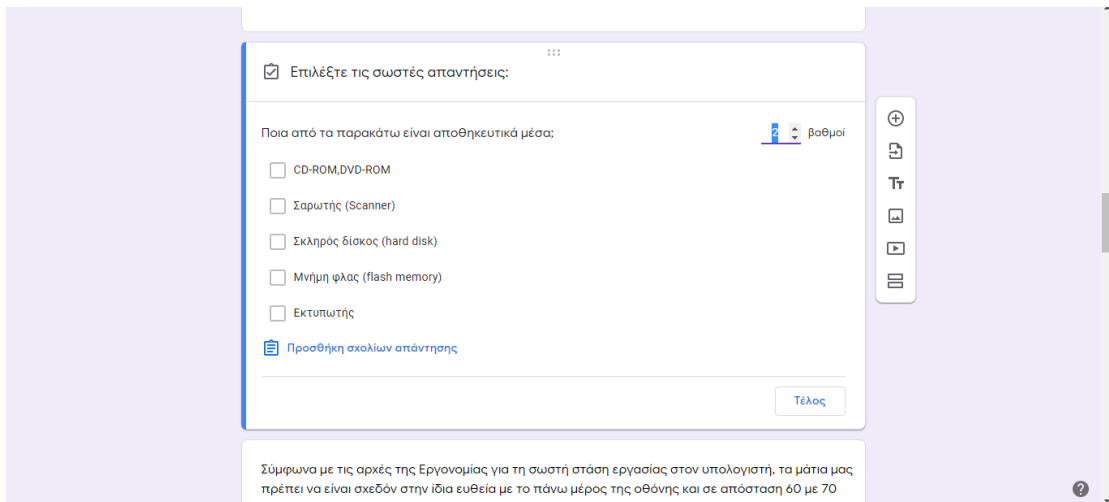 Επιλέξτε τις σωστές απαντήσεις:
Ποια από τα παρακάτω είναι αποθηκευτικά μέσα;
2 βαθμοί
CD-ROM,DVD-ROM
Σαρωτής (Scanner)
Σκληρός δίσκος (hard disk)
Μνήμη φλας (flash memory)
Εκτυπωτής
Προσθήκη σχολίων απάντησης
Τέλος
Σύμφωνα με τις αρχές της Εργονομίας για τη σωστή στάση εργασίας στον υπολογιστή, τα μάτια μας
πρέπει να είναι σχεδόν στην ίδια ευθεία με το πάνω μέρος της οθόνης και σε απόσταση 60 με 70